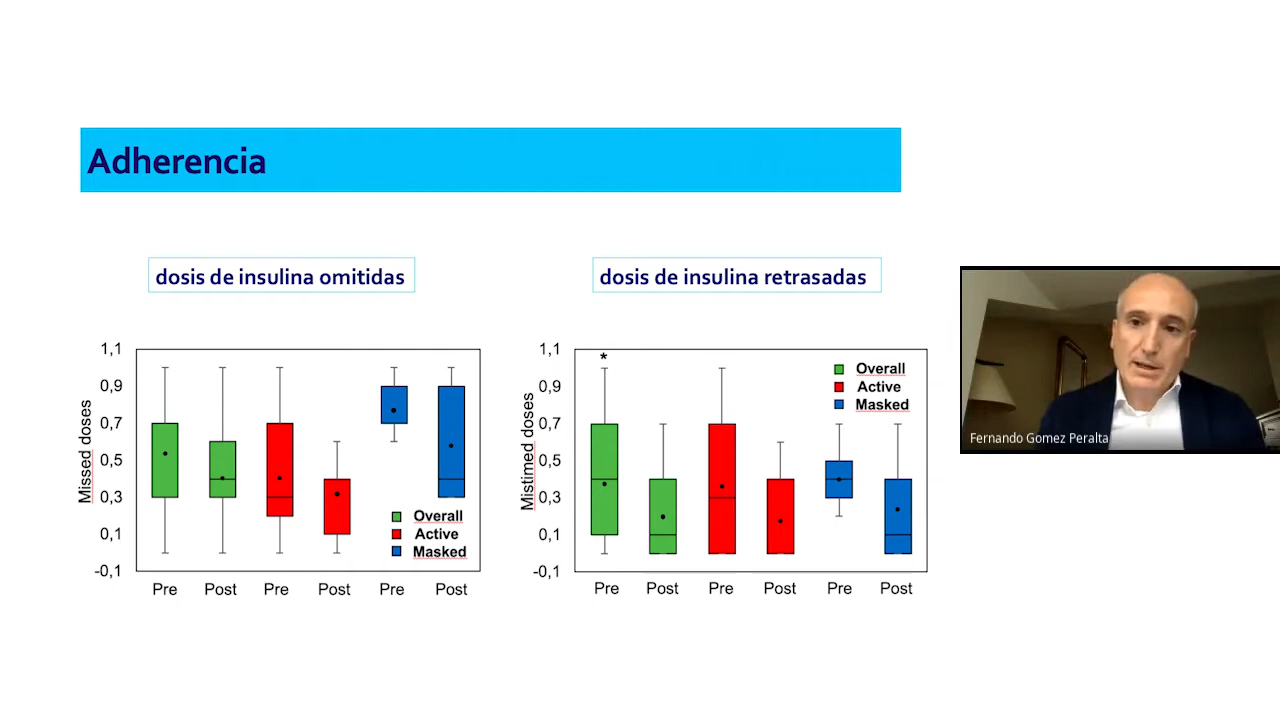 Adherencia
dosis de insulina omitidas
dosis de insulina retrasadas
Missed doses
1,1
0,9
0,7
0,5
0,3
0,1
-0,1
Overall
Active
Masked
Pre Post Pre Post Pre Post
Mistimed doses
1,1
0,9
0,7
0,5
0,3
0,1
-0,1
*
Overall
Active
Masked
Pre Post Pre Post Pre Post
Fernando Gomez Peralta